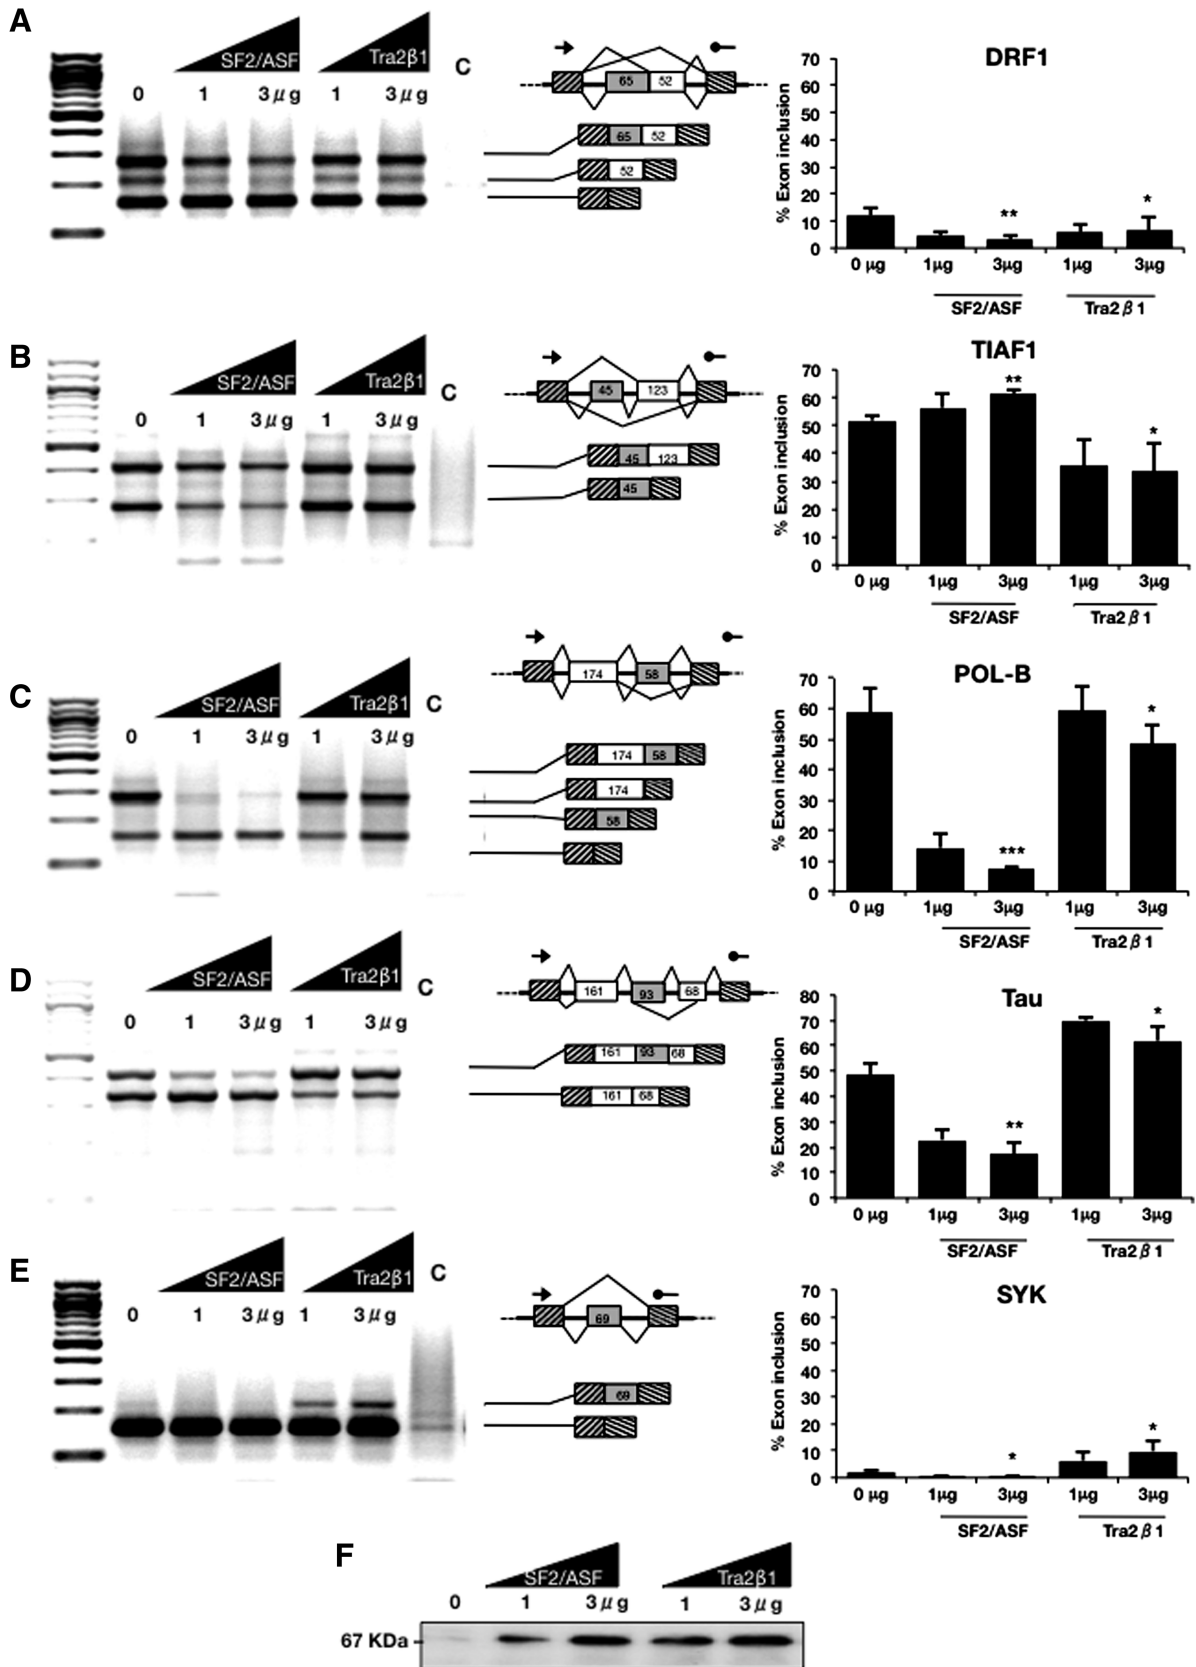 A
SF2/ASF
Tra2β1
C
0 1 3μg 1 3μg
65 52
65 52
52
DRF1
% Exon inclusion
70
60
50
40
30
20
10
0
** *
0 μg 1μg 3μg 1μg 3μg
SF2/ASF Tra2β1
B
SF2/ASF
Tra2β1
C
0 1 3μg 1 3μg
45 123
45 123
45
TIAF1
% Exon inclusion
70
60
50
40
30
20
10
0
** *
0 μg 1μg 3μg 1μg 3μg
SF2/ASF Tra2β1
C
SF2/ASF
Tra2β1
C
0 1 3μg 1 3μg
174 58
174 58
174
58
POL-B
% Exon inclusion
70
60
50
40
30
20
10
0
*** *
0 μg 1μg 3μg 1μg 3μg
SF2/ASF Tra2β1
D
SF2/ASF
Tra2β1
C
0 1 3μg 1 3μg
161 93 68
161 93 68
161 68
Tau
% Exon inclusion
80
70
60
50
40
30
20
10
0
** *
0 μg 1μg 3μg 1μg 3μg
SF2/ASF Tra2β1
E
SF2/ASF
Tra2β1
C
0 1 3μg 1 3μg
69
69
SYK
% Exon inclusion
70
60
50
40
30
20
10
0
* *
0 μg 1μg 3μg 1μg 3μg
SF2/ASF Tra2β1
F
SF2/ASF
Tra2β1
0 1 3μg 1 3μg
67 KDa